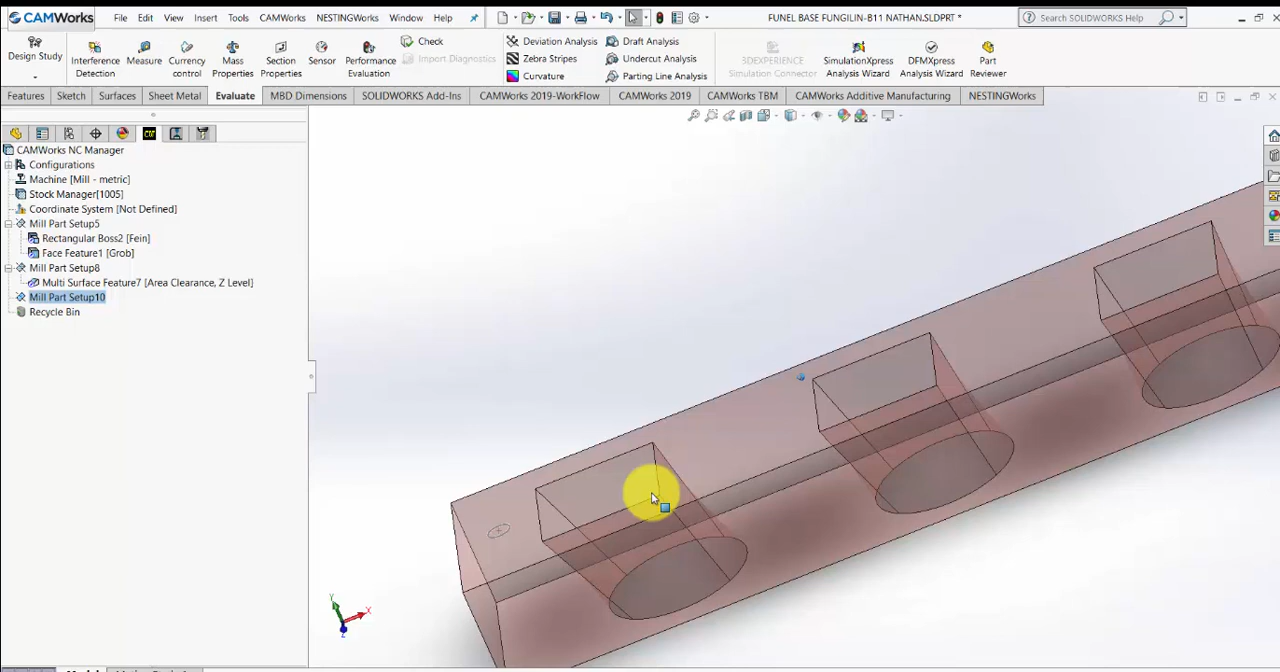 CAMWorks File Edit View Insert Tools CAMWorks NESTINGWorks Window Help FUNEL BASE FUNGILIN-B11 NATHAN.SLDPRT * Search SOLIDWORKS Help
Design Study
Interference Detection
Measure
Currency control
Mass Properties
Section Properties
Sensor
Performance Evaluation
Check
Import Diagnostics
Deviation Analysis
Zebra Stripes
Curvature
Draft Analysis
Undercut Analysis
Parting Line Analysis
3DEXPERIENCE Simulation Connector
SimulationXpress Analysis Wizard
DFMXpress Analysis Wizard
Part Reviewer
Features Sketch Surfaces Sheet Metal Evaluate MBD Dimensions SOLIDWORKS Add-Ins CAMWorks 2019-WorkFlow CAMWorks 2019 CAMWorks TBM CAMWorks Additive Manufacturing NESTINGWorks
CAMWorks NC Manager
Configurations
Machine [Mill - metric]
Stock Manager[1005]
Coordinate System [Not Defined]
Mill Part Setup5
Rectangular Boss2 [Fein]
Face Feature1 [Grob]
Mill Part Setup8
Multi Surface Feature7 [Area Clearance, Z Level]
Mill Part Setup10
Recycle Bin
Y
X
Z